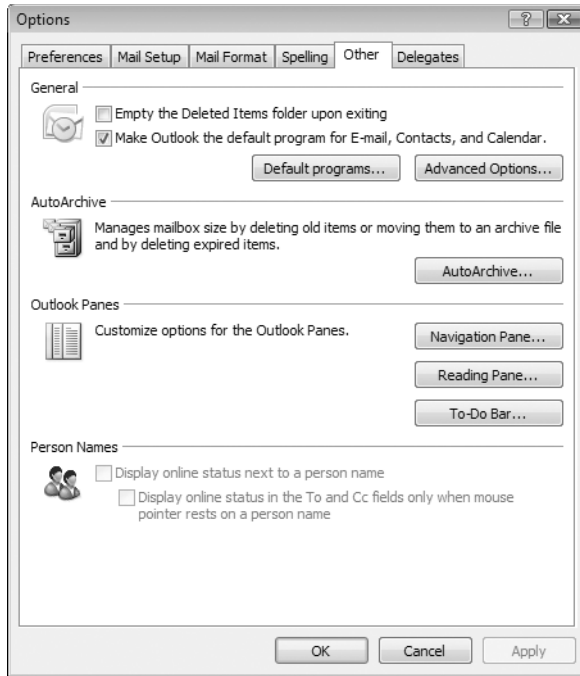 Options
Preferences Mail Setup Mail Format Spelling Other Delegates
General
Empty the Deleted Items folder upon exiting
Make Outlook the default program for E-mail, Contacts, and Calendar.
Default programs... Advanced Options...
AutoArchive
Manages mailbox size by deleting old items or moving them to an archive file
and by deleting expired items.
AutoArchive...
Outlook Panes
Customize options for the Outlook Panes.
Navigation Pane...
Reading Pane...
To-Do Bar...
Person Names
Display online status next to a person name
Display online status in the To and Cc fields only when mouse
pointer rests on a person name
OK Cancel Apply